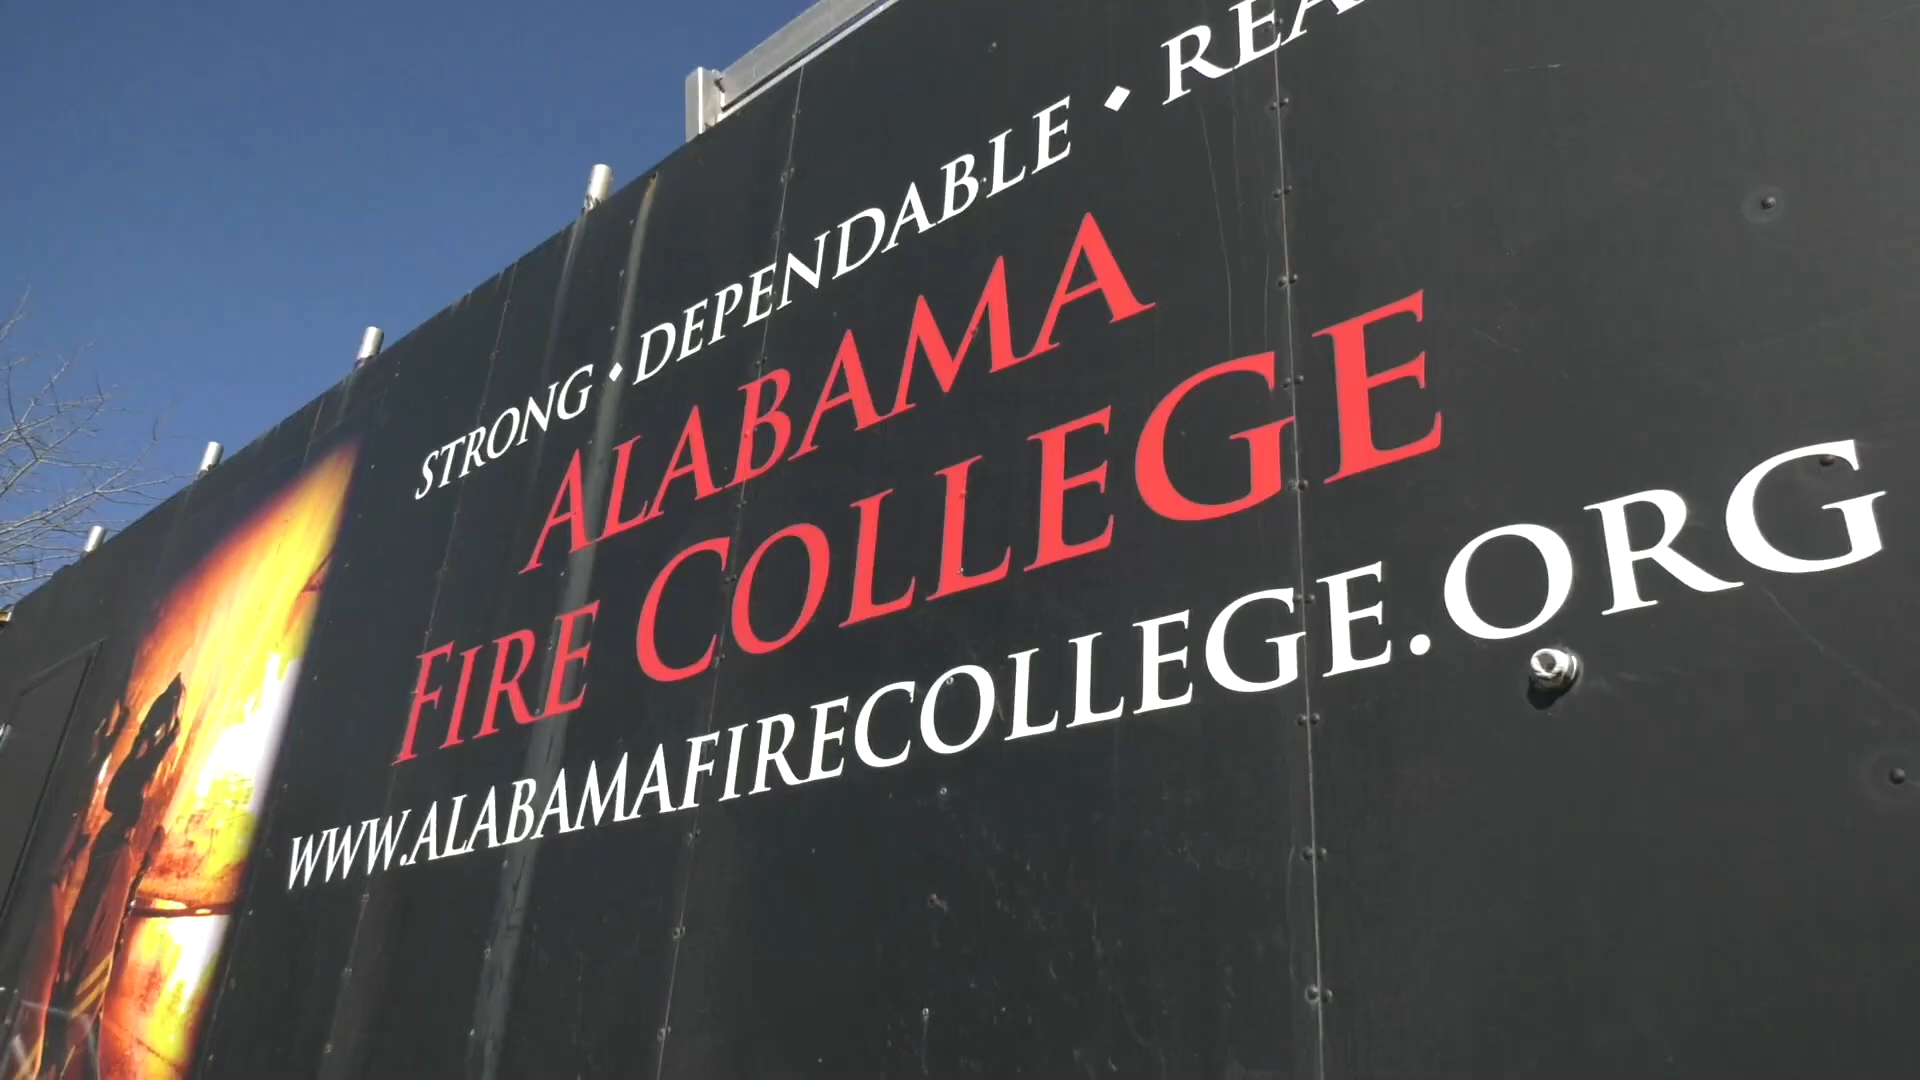 STRONG ◆ DEPENDABLE ◆
ALABAMA
FIRE COLLEGE
WWW.ALABAMAFIRECOLLEGE.ORG